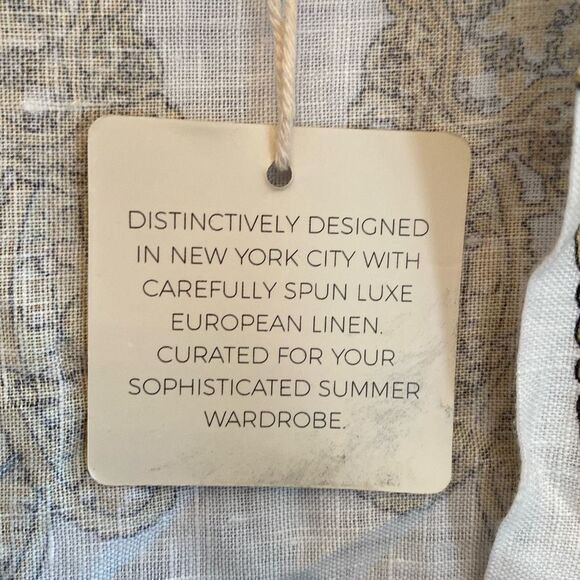 DISTINCTIVELY DESIGNED
IN NEW YORK CITY WITH
CAREFULLY SPUN LUXE
EUROPEAN LINEN.
CURATED FOR YOUR
SOPHISTICATED SUMMER
WARDROBE.